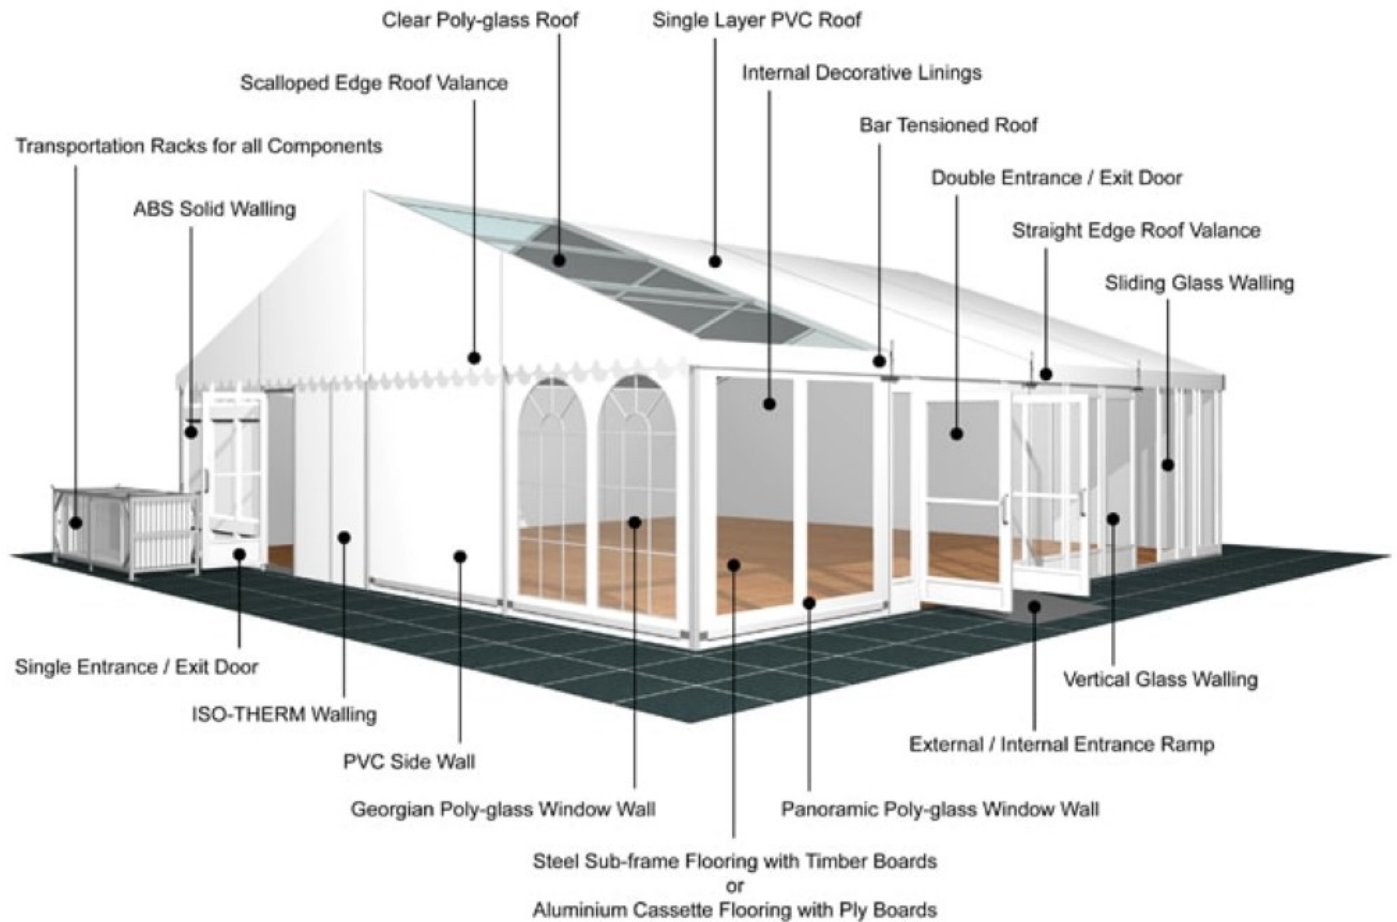 Clear Poly-glass Roof
Single Layer PVC Roof
Scalloped Edge Roof Valance
Internal Decorative Linings
Transportation Racks for all Components
Bar Tensioned Roof
ABS Solid Walling
Double Entrance / Exit Door
Straight Edge Roof Valance
Sliding Glass Walling
Single Entrance / Exit Door
Vertical Glass Walling
ISO-THERM Walling
External / Internal Entrance Ramp
PVC Side Wall
Georgian Poly-glass Window Wall
Panoramic Poly-glass Window Wall
Steel Sub-frame Flooring with Timber Boards
or
Aluminium Cassette Flooring with Ply Boards